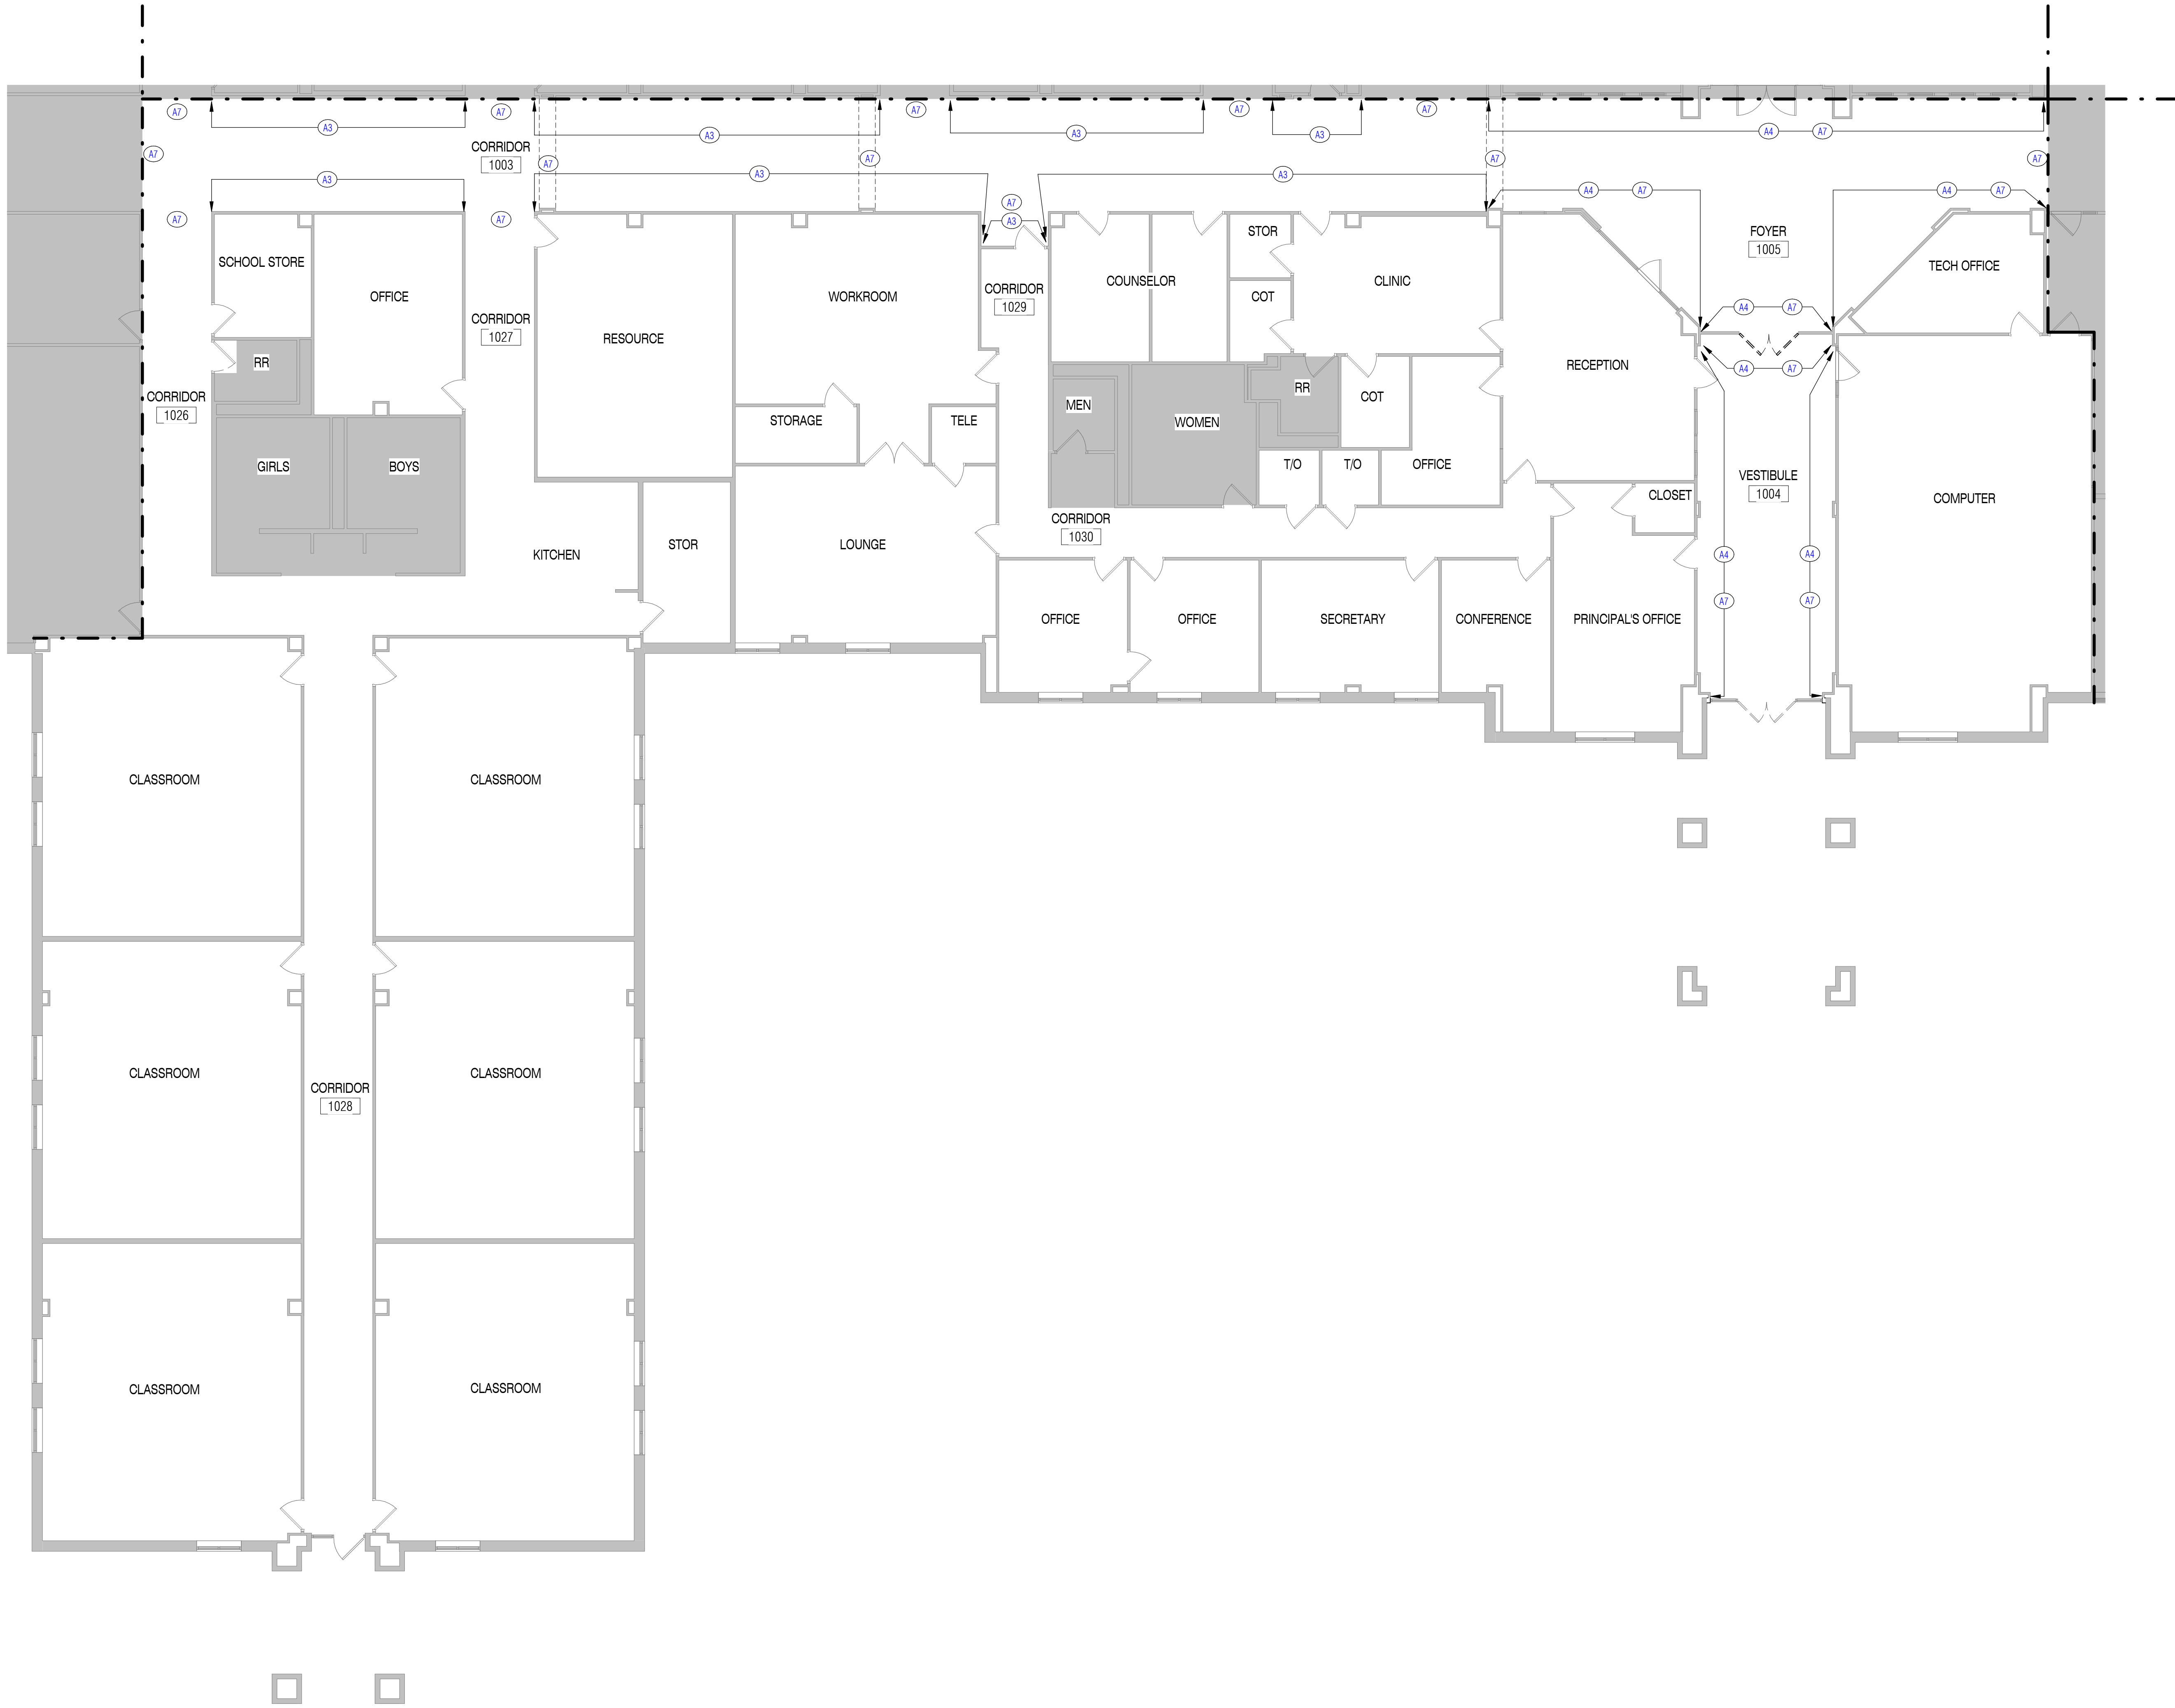 A7
A7
A7
A7
A7
A3
A3
A3
A3
A4
A7
CORRIDOR
1003
A7
A7
A7
A7
A7
A3
A3
A3
A4
A7
A4
A7
A7
A3
A7
A7
SCHOOL STORE
OFFICE
CORRIDOR
1027
RESOURCE
WORKROOM
CORRIDOR
1029
COUNSELOR
STOR
COT
CLINIC
FOYER
1005
TECH OFFICE
A4
A7
A4
A7
RR
CORRIDOR
1026
STORAGE
TELE
MEN
WOMEN
RR
COT
RECEPTION
GIRLS
BOYS
T/O
T/O
OFFICE
CLOSET
VESTIBULE
1004
COMPUTER
KITCHEN
STOR
LOUNGE
CORRIDOR
1030
A4
A4
A7
A7
OFFICE
OFFICE
SECRETARY
CONFERENCE
PRINCIPAL'S OFFICE
CLASSROOM
CLASSROOM
CLASSROOM
CLASSROOM
CORRIDOR
1028
CLASSROOM
CLASSROOM